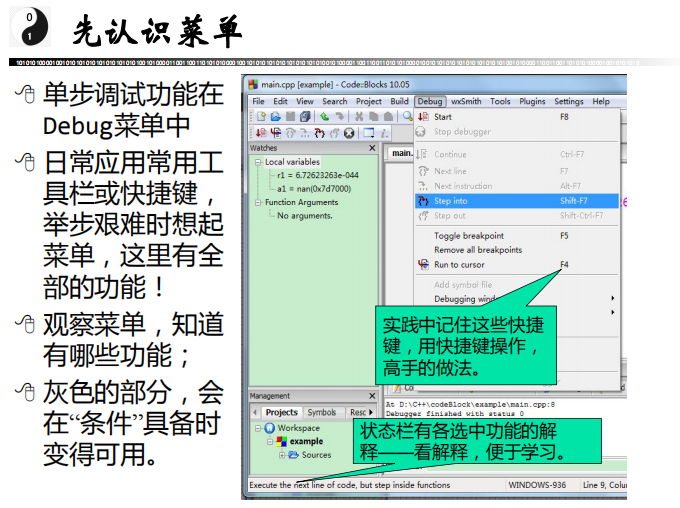 0
1
先认识菜单
单步调试功能在
Debug菜单中
日常应用常用工
具栏或快捷键，
举步艰难时想起
菜单，这里有全
部的功能！
观察菜单，知道
有哪些功能；
灰色的部分，会
在“条件”具备时
变得可用。
main.cpp [example] - Code::Blocks 10.05
File Edit View Search Project Build Debug wxSmith Tools Plugins Settings Help
Watches
Local variables
r1 = 6.72623263e-044
a1 = nan(0x7d7000)
Function Arguments
No arguments.
main.
Start F8
Stop debugger
Continue Ctrl-F7
Next line F7
Next instruction Alt-F7
Step into Shift-F7
Step out Shift-Ctrl-F7
Toggle breakpoint F5
Remove all breakpoints
Run to cursor F4
Add symbol file
Debugging
实践中记住这些快捷
键，用快捷键操作，
高手的做法。
Management
Projects Symbols Resc
Workspace
example
Sources
At D:\C++\codeBlock\example\main.cpp:8
Debugger finished with status 0
状态栏有各选中功能的解
释——看解释，便于学习。
Execute the next line of code, but step inside functions WINDOWS-936 Line 9, Colu